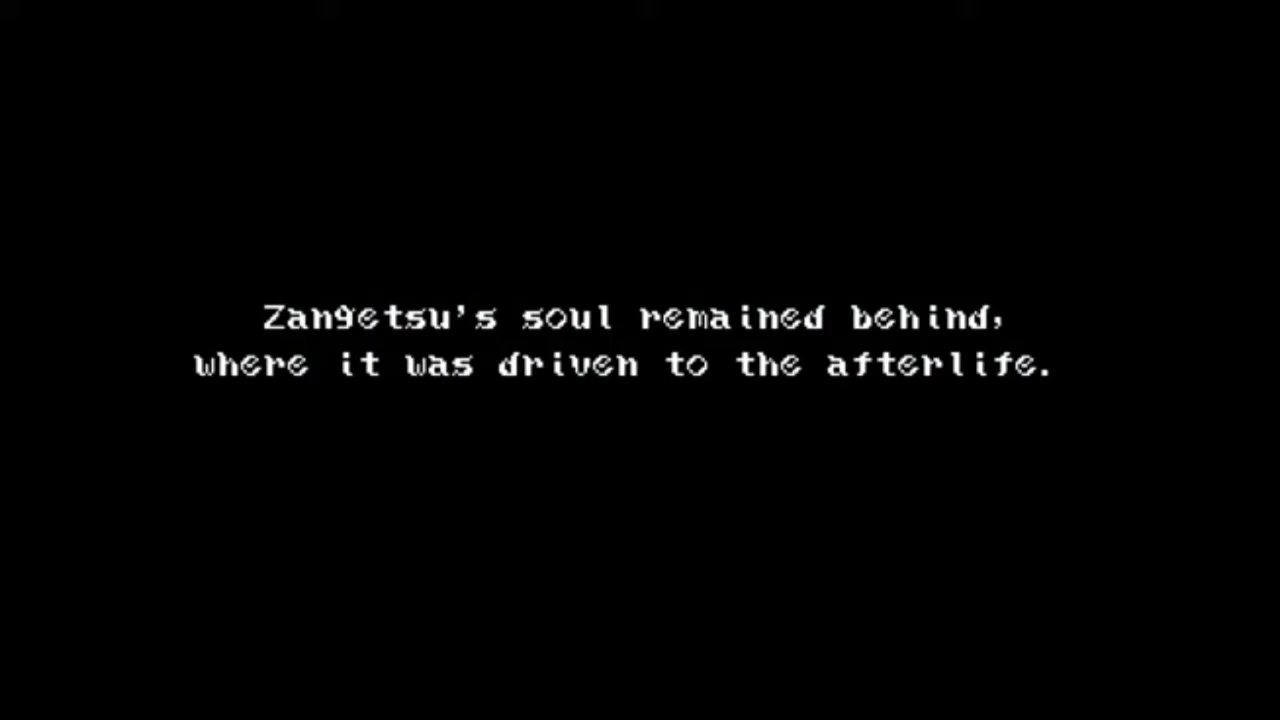 Zangetsu's soul remained behind,
where it was driven to the afterlife.